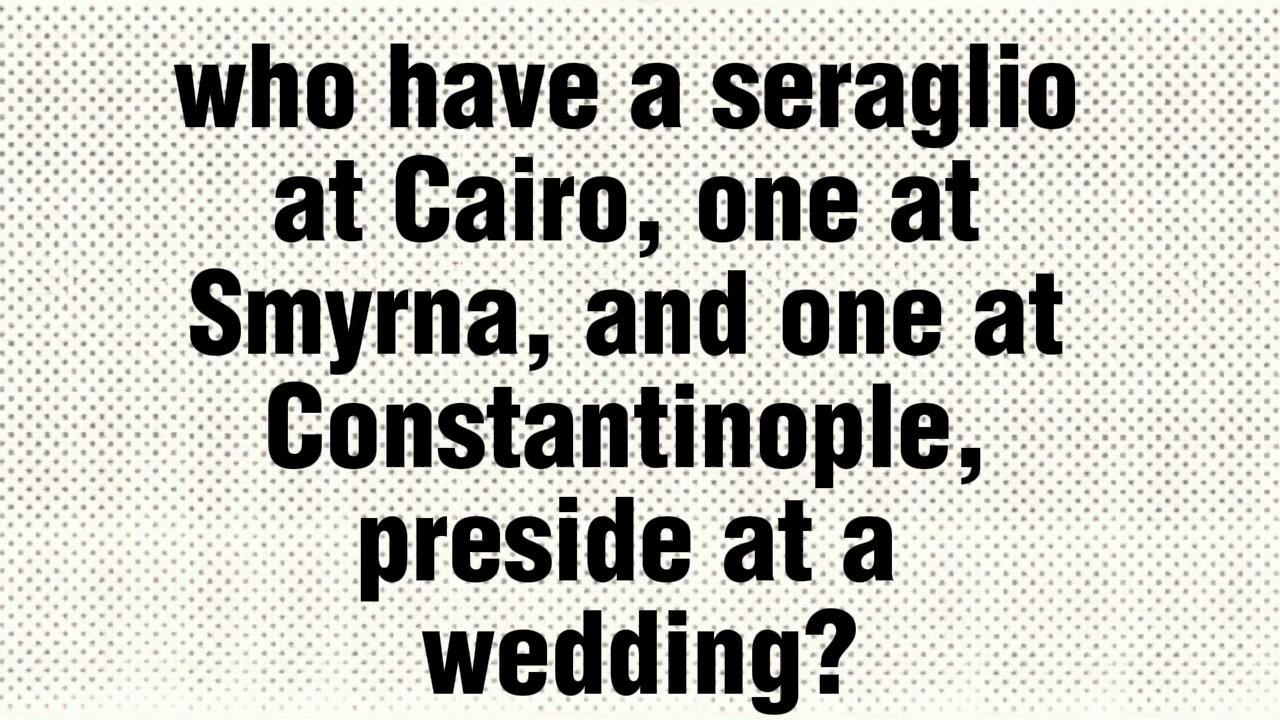 who have a seraglio
at Cairo, one at
Smyrna, and one at
Constantinople,
preside at a
wedding?